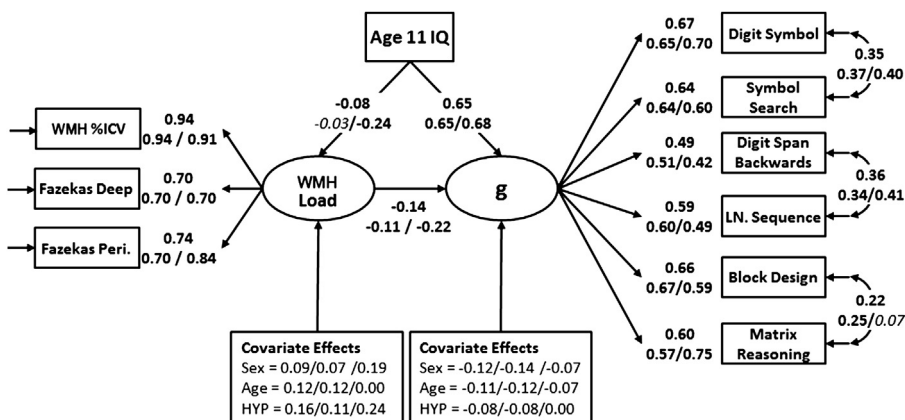 Age 11 IQ
-0.08
-0.03/-0.24
0.65
0.65/0.68
WMH %ICV
0.94
0.94 / 0.91
Fazekas Deep
0.70
0.70 / 0.70
Fazekas Peri.
0.74
0.70 / 0.84
WMH
Load
-0.14
-0.11 / -0.22
g
0.67
0.65/0.70
Digit Symbol
0.35
0.37/0.40
0.64
0.64/0.60
Symbol
Search
0.49
0.51/0.42
Digit Span
Backwards
0.36
0.34/0.41
0.59
0.60/0.49
LN. Sequence
0.66
0.67/0.59
Block Design
0.22
0.25/0.07
0.60
0.57/0.75
Matrix
Reasoning
Covariate Effects
Sex = 0.09/0.07 /0.19
Age = 0.12/0.12/0.00
HYP = 0.16/0.11/0.24
Covariate Effects
Sex = -0.12/-0.14 /-0.07
Age = -0.11/-0.12/-0.07
HYP = -0.08/-0.08/0.00